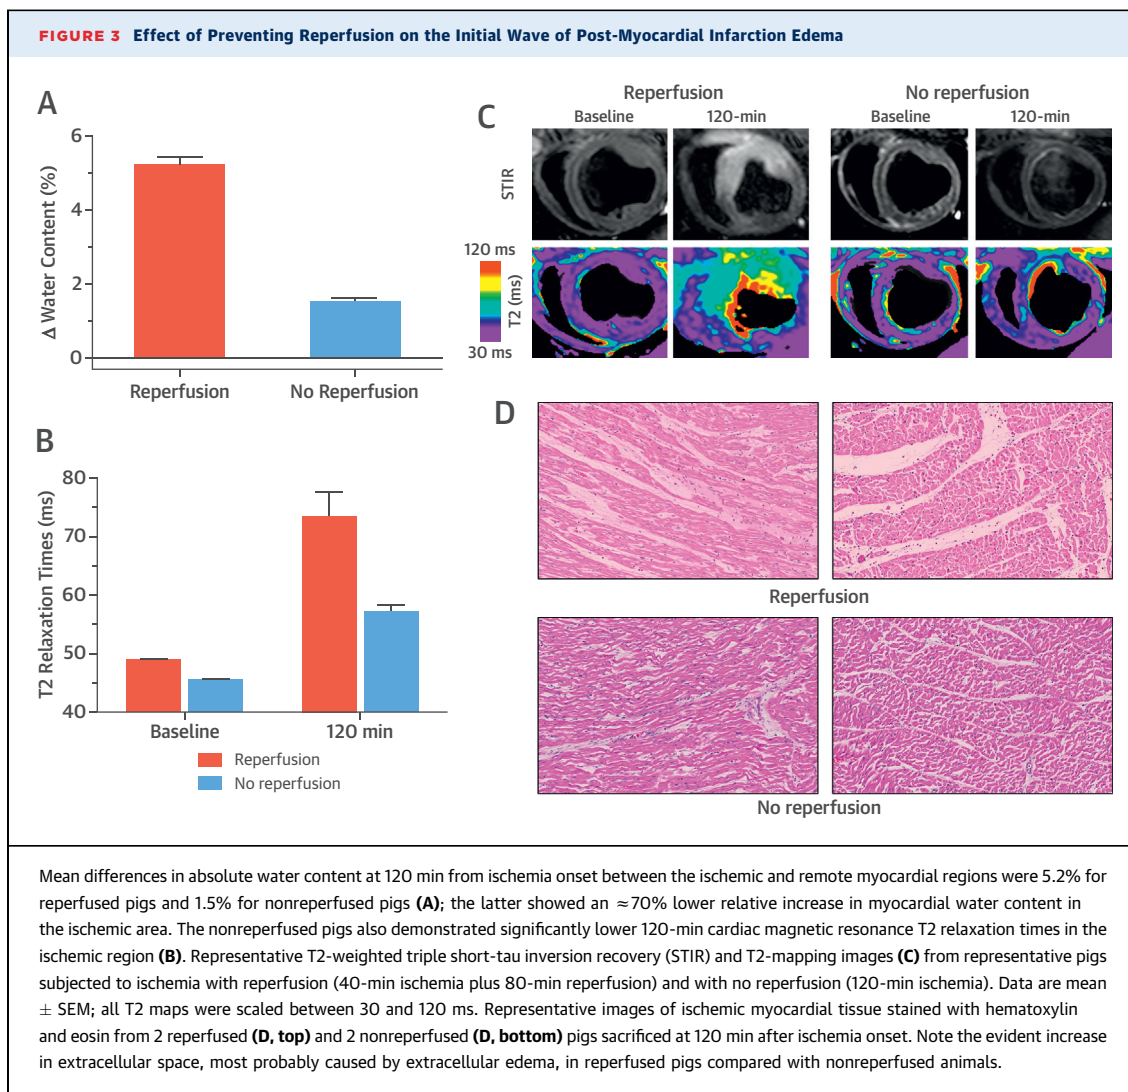 FIGURE 3 Effect of Preventing Reperfusion on the Initial Wave of Post-Myocardial Infarction Edema
A
Δ Water Content (%)
6
4
2
0
Reperfusion
No Reperfusion
B
T2 Relaxation Times (ms)
80
70
60
50
40
Baseline
120 min
Reperfusion
No reperfusion
C
Reperfusion
No reperfusion
Baseline
120-min
Baseline
120-min
STIR
120 ms
T2 (ms)
30 ms
D
Reperfusion
No reperfusion
Mean differences in absolute water content at 120 min from ischemia onset between the ischemic and remote myocardial regions were 5.2% for
reperfused pigs and 1.5% for nonreperfused pigs (A); the latter showed an ≈70% lower relative increase in myocardial water content in
the ischemic area. The nonreperfused pigs also demonstrated significantly lower 120-min cardiac magnetic resonance T2 relaxation times in the
ischemic region (B). Representative T2-weighted triple short-tau inversion recovery (STIR) and T2-mapping images (C) from representative pigs
subjected to ischemia with reperfusion (40-min ischemia plus 80-min reperfusion) and with no reperfusion (120-min ischemia). Data are mean
± SEM; all T2 maps were scaled between 30 and 120 ms. Representative images of ischemic myocardial tissue stained with hematoxylin
and eosin from 2 reperfused (D, top) and 2 nonreperfused (D, bottom) pigs sacrificed at 120 min after ischemia onset. Note the evident increase
in extracellular space, most probably caused by extracellular edema, in reperfused pigs compared with nonreperfused animals.